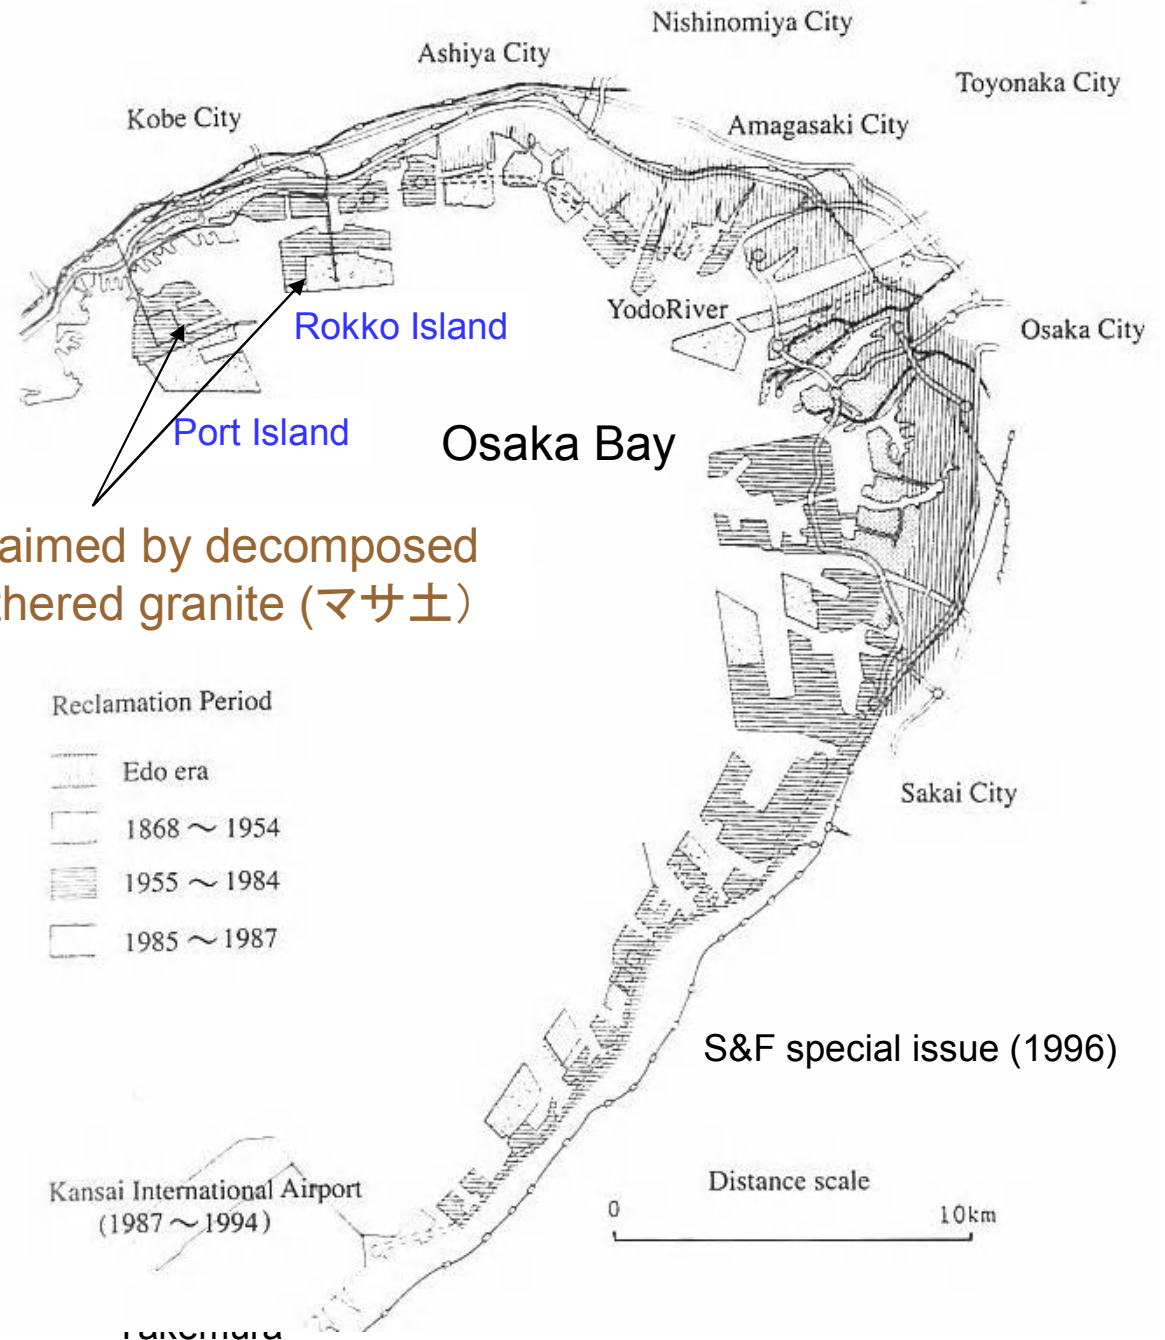 Nishinomiya City
Ashiya City
Toyonaka City
Kobe City
Amagasaki City
YodoRiver
Rokko Island
Osaka City
Port Island
Osaka Bay
aimed by decomposed
thered granite (マサ土）
Reclamation Period
Edo era
1868～1954
1955～1984
1985～1987
Sakai City
S&F special issue (1996)
Kansai International Airport
(1987～1994)
Distance scale
0
10km